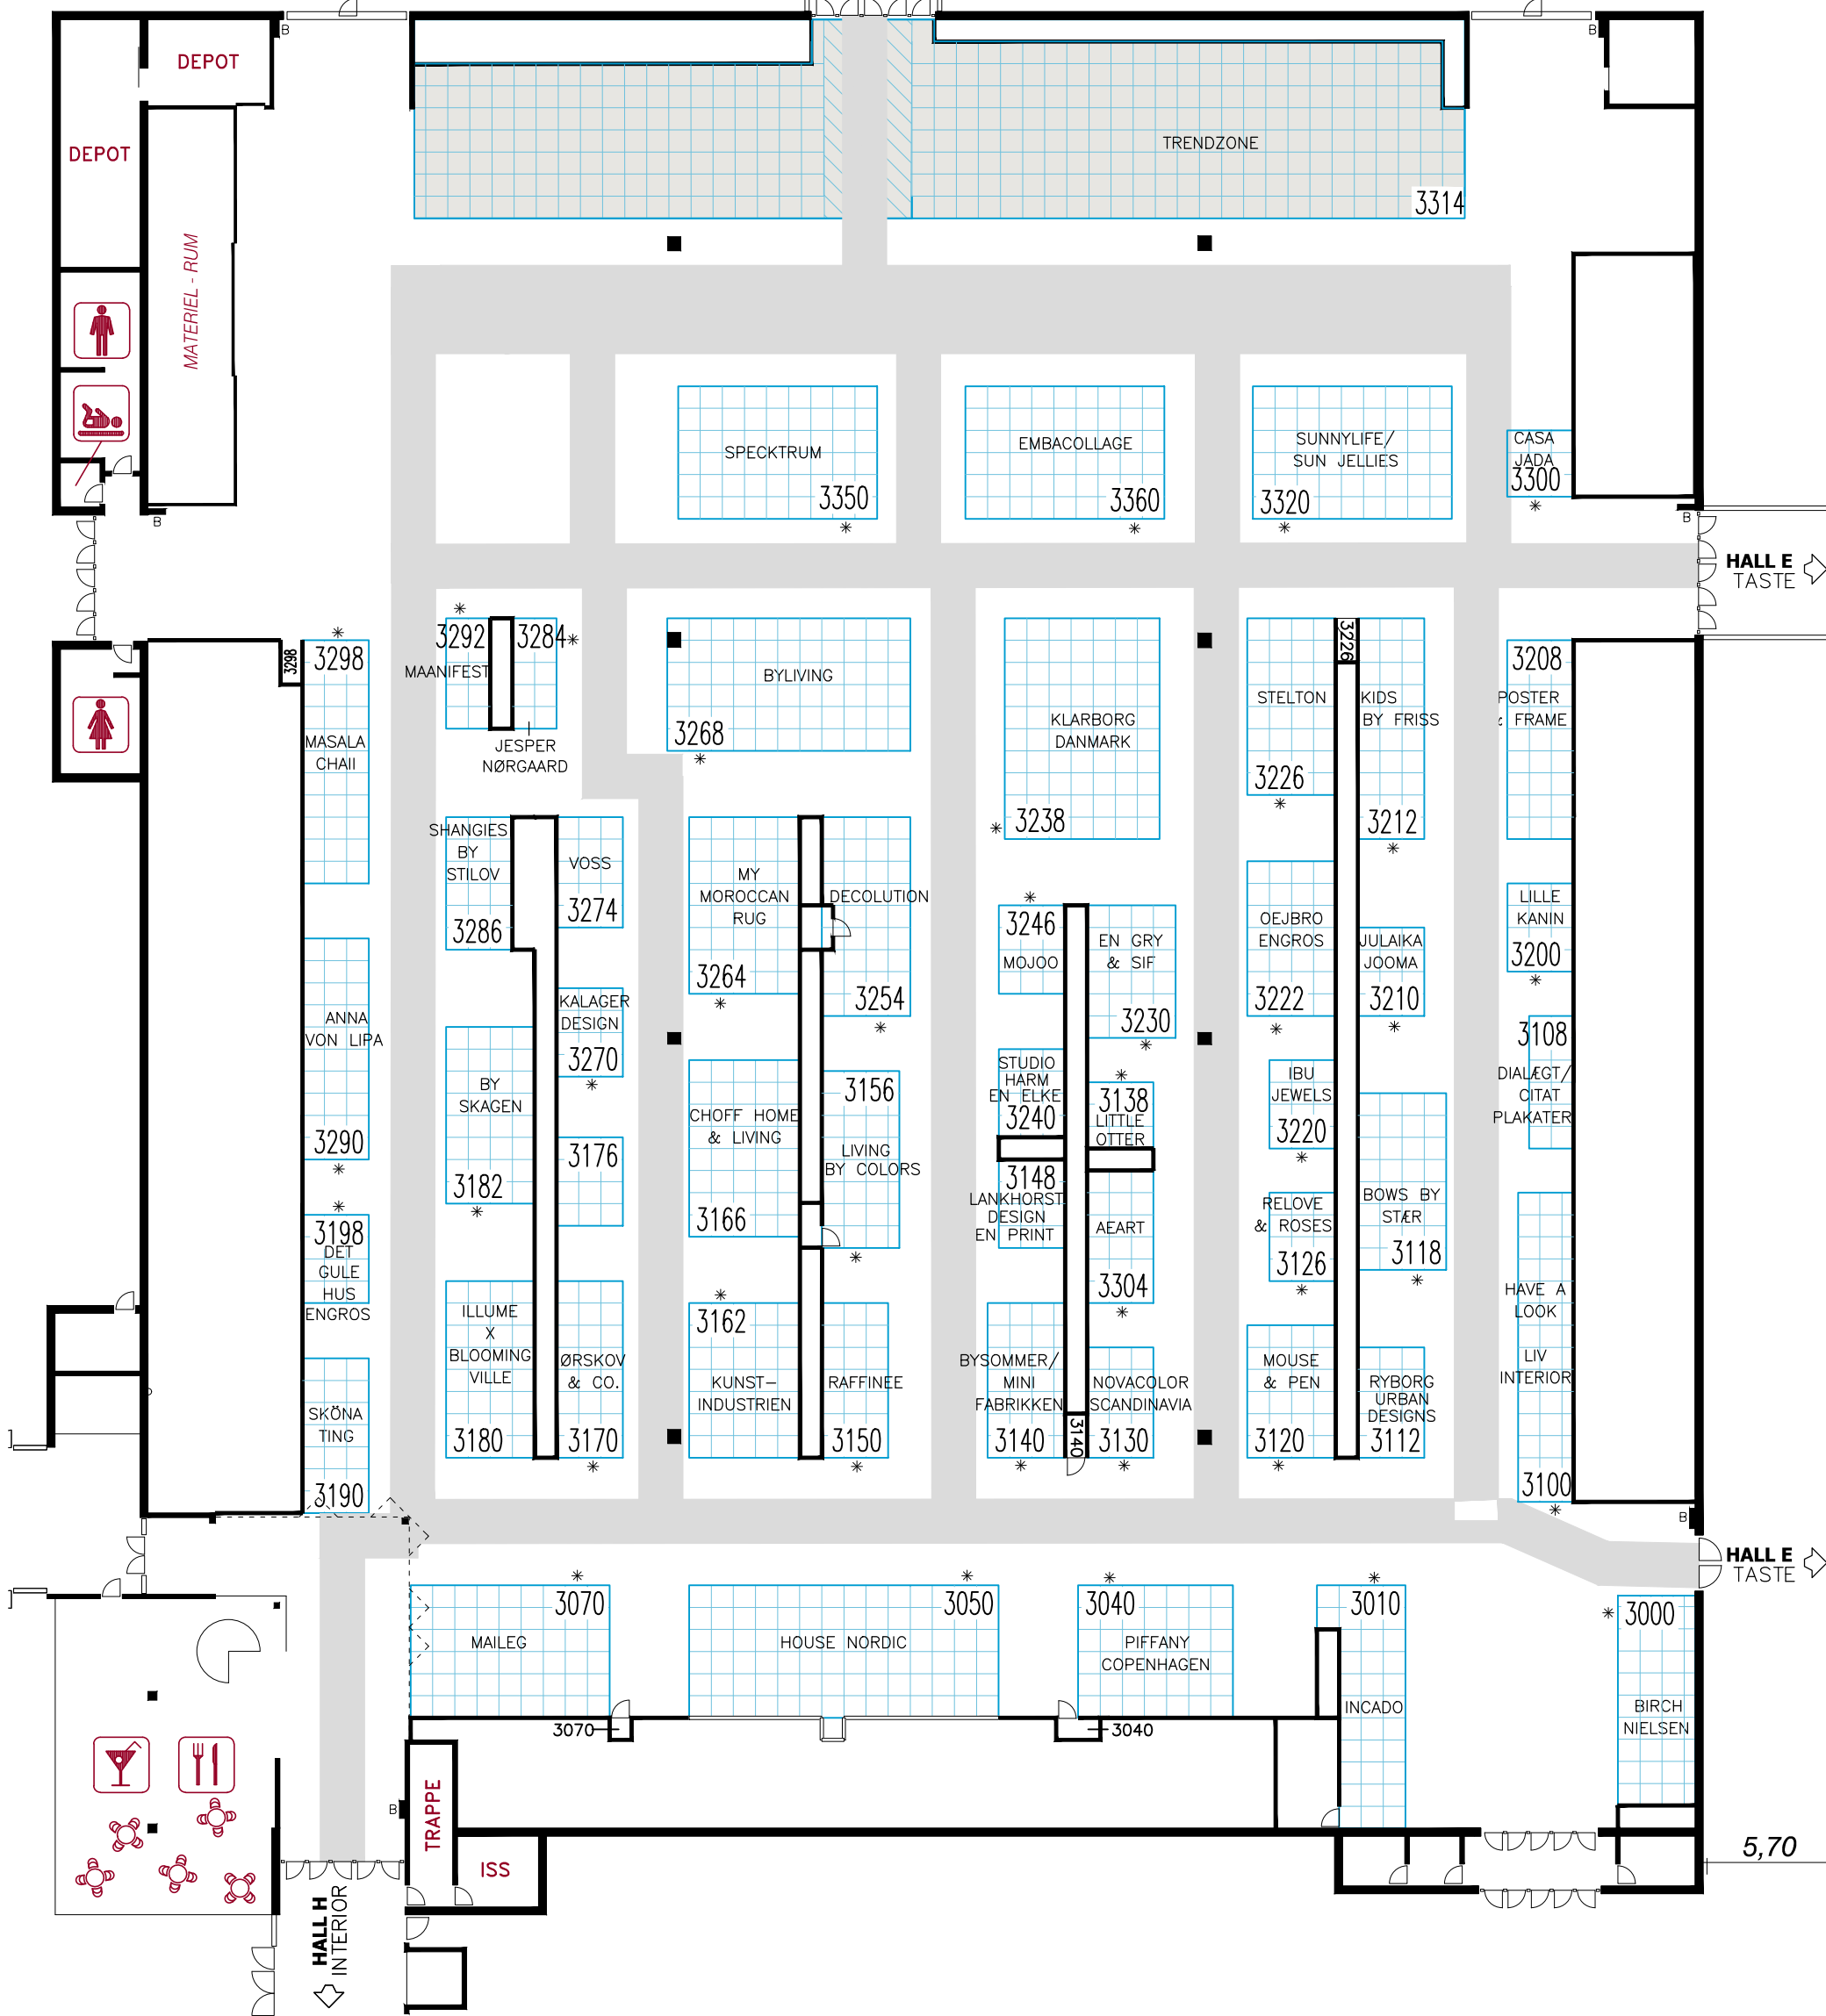 B
B
DEPOT
DEPOT
TRENDZONE
3314
MATERIEL - RUM
SPECKTRUM
3350
*
EMBACOLLAGE
3360
*
SUNNYLIFE/
SUN JELLIES
3320
*
CASA
JADA
3300
*
B
B
HALL E
TASTE
*
3298
3298
MASALA
CHAII
*
3292
MAANIFEST
3284*
JESPER
NØRGAARD
BYLIVING
3268
*
KLARBORG
DANMARK
* 3238
3226
STELTON
3226
*
KIDS
BY FRISS
3212
*
3208
POSTER
& FRAME
SHANGIES
BY
STILOV
3286
VOSS
3274
MY
MOROCCAN
RUG
3264
*
DECOLUTION
3254
*
*
3246
MOJOO
EN GRY
& SIF
3230
*
OEJBRO
ENGROS
3222
*
JULAIKA
JOOMA
3210
*
LILLE
KANIN
3200
*
ANNA
VON LIPA
3290
*
BY
SKAGEN
3182
*
KALAGER
DESIGN
3270
*
3176
CHOFF HOME
& LIVING
3166
3156
LIVING
BY COLORS
*
STUDIO
HARM
EN ELKE
3240
*
3138
LITTLE
OTTER
3148
LANKHORST
DESIGN
EN PRINT
AEART
3304
*
IBU
JEWELS
3220
*
RELOVE
& ROSES
3126
BOWS BY
STÆR
3118
*
3108
DIALÆGT/
CITAT
PLAKATER
*
3198
DET
GULE
HUS
ENGROS
SKÖNA
TING
3190
ILLUME
X
BLOOMING
VILLE
3180
ØRSKOV
& CO.
3170
*
*
3162
KUNST-
INDUSTRIEN
RAFFINEE
3150
*
BYSOMMER/
MINI
FABRIKKEN
3140
*
3140
NOVACOLOR
SCANDINAVIA
3130
*
MOUSE
& PEN
3120
*
RYBORG
URBAN
DESIGNS
3112
HAVE A
LOOK
LIV
INTERIOR
3100
*
B
HALL E
TASTE
*
3070
MAILEG
*
3050
HOUSE NORDIC
*
3040
PIFFANY
COPENHAGEN
*
3010
INCADO
* 3000
BIRCH
NIELSEN
3070
3040
B
TRAPPE
ISS
5,70
HALL H
INTERIOR